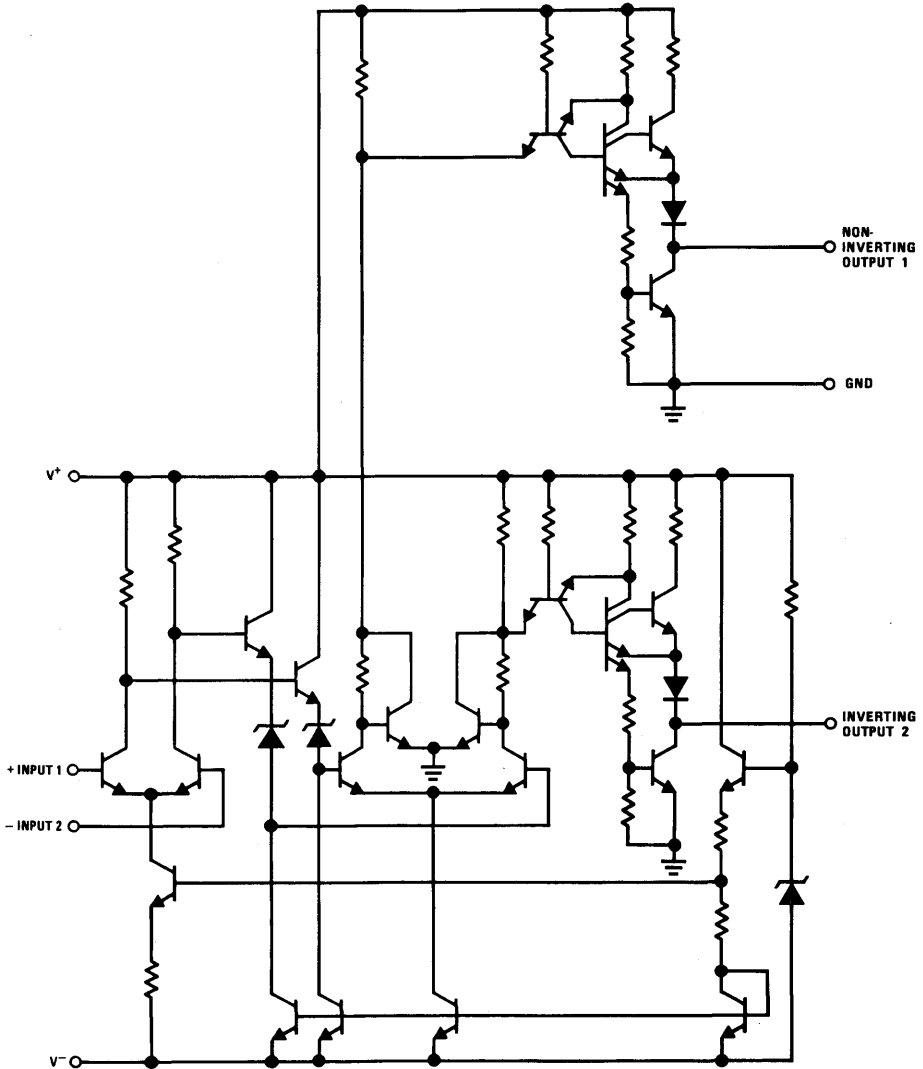 NON-
INVERTING
OUTPUT 1
GND
V+
INVERTING
OUTPUT 2
+ INPUT 1
– INPUT 2
V–